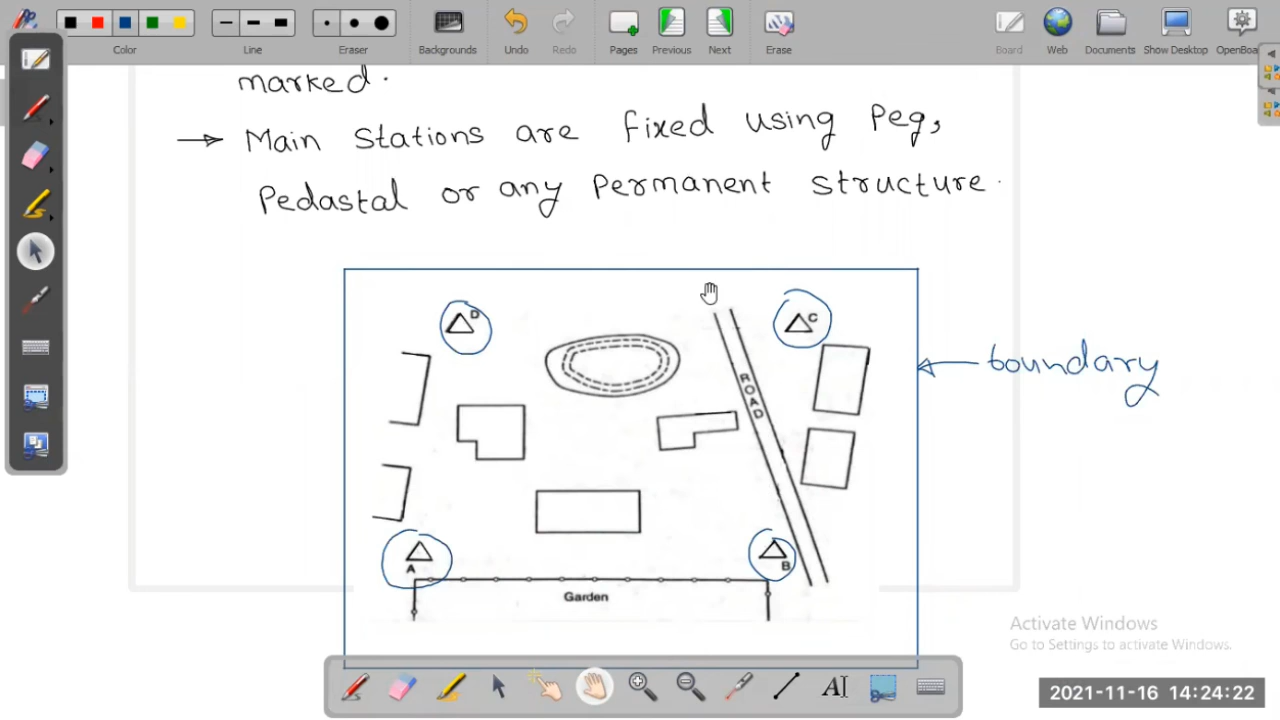 Color
Line
Eraser
Backgrounds
Undo
Redo
Pages
Previous
Next
Erase
Board
Web
Documents
Show Desktop
OpenBoa
marked.
→ Main Stations are fixed using Peg,
Pedastal or any Permanent structure.
D
C
ROAD
boundary
A
B
Garden
Activate Windows
Go to Settings to activate Windows.
2021-11-16 14:24:22